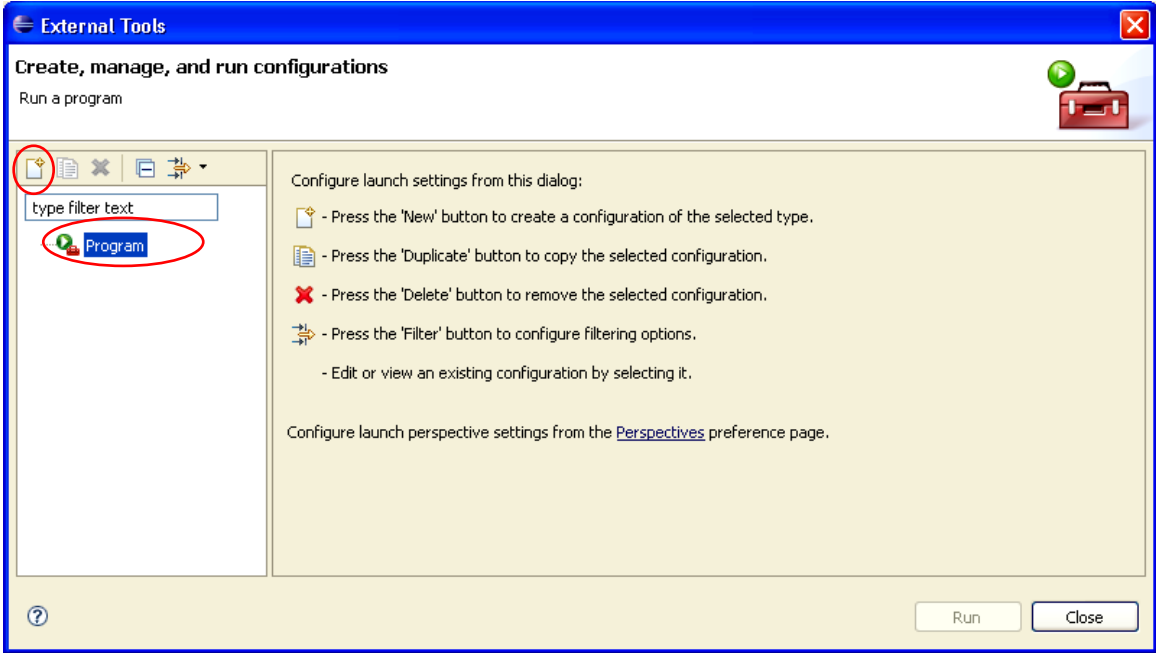 External Tools
Create, manage, and run configurations
Run a program
type filter text
Program
Configure launch settings from this dialog:
- Press the 'New' button to create a configuration of the selected type.
- Press the 'Duplicate' button to copy the selected configuration.
- Press the 'Delete' button to remove the selected configuration.
- Press the 'Filter' button to configure filtering options.
- Edit or view an existing configuration by selecting it.
Configure launch perspective settings from the Perspectives preference page.
?
Run
Close